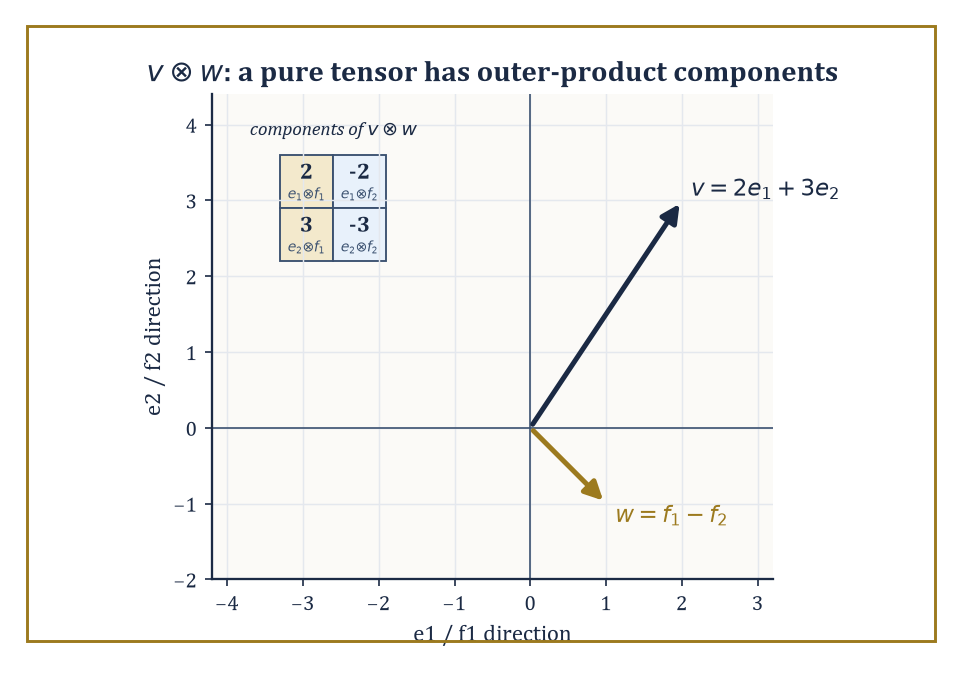 v ⊗ w: a pure tensor has outer-product components
components of v ⊗ w
2 -2
e₁⊗f₁ e₁⊗f₂
3 -3
e₂⊗f₁ e₂⊗f₂
v = 2e₁ + 3e₂
w = f₁ − f₂
e2 / f2 direction
4
3
2
1
0
−1
−2
−4 −3 −2 −1 0 1 2 3
e1 / f1 direction